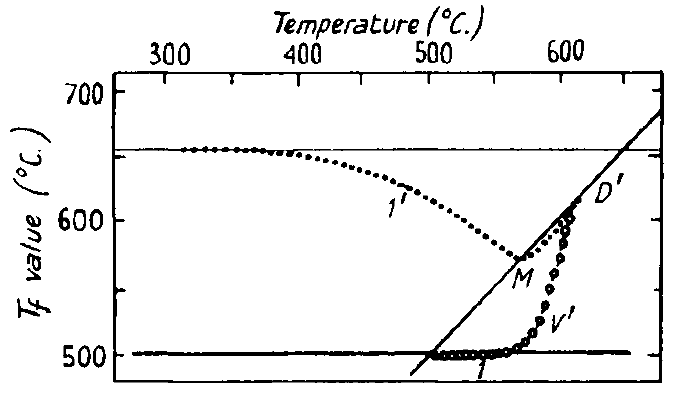 Temperature (°C.)
300 400 500 600
700
600
500
Tf value (°C.)
1'
M
D'
V'
1